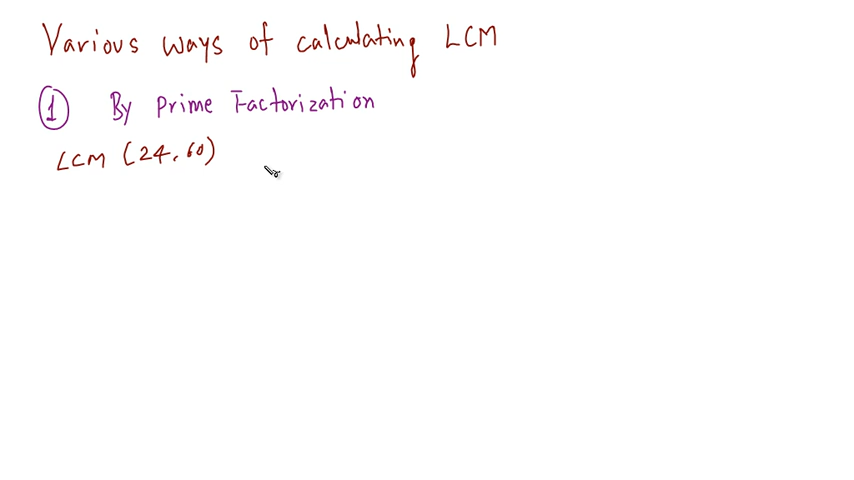 Various ways of calculating LCM
1 By Prime Factorization
LCM (24, 60)